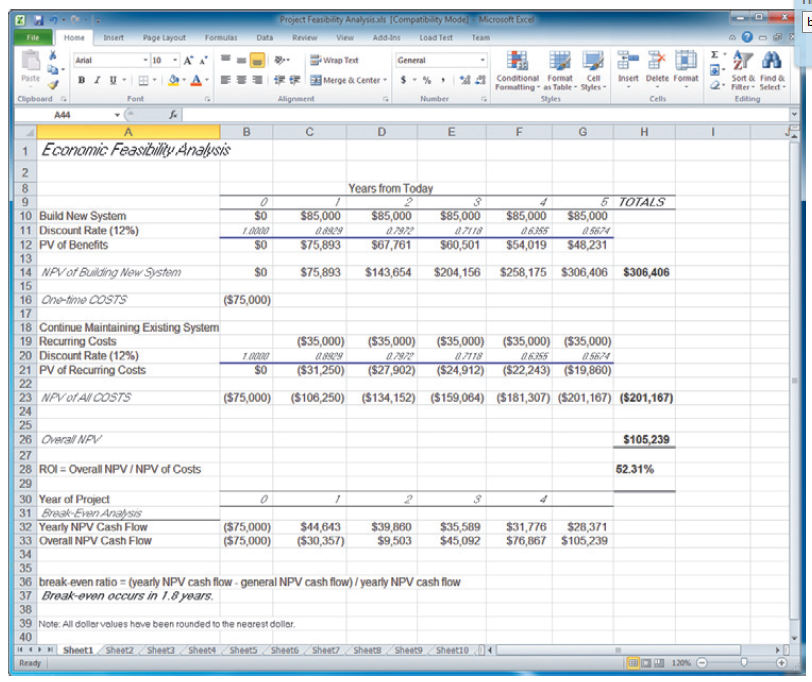 Project Feasibility Analysis.xls [Compatibility Mode] - Microsoft Excel
File Home Insert Page Layout Formulas Data Review View Add-Ins Load Test Team
Arial 10 Wrap Text General
Paste Merge & Center Conditional Formatting Format as Table Cell Styles Insert Delete Format Sort & Filter Find & Select
Clipboard Font Alignment Number Styles Cells Editing
A44 fx
A B C D E F G H I J
1 Economic Feasibility Analysis
2
8 Years from Today
9 0 1 2 3 4 5 TOTALS
10 Build New System $0 $85,000 $85,000 $85,000 $85,000 $85,000
11 Discount Rate (12%) 1.0000 0.8929 0.7972 0.7118 0.6355 0.5674
12 PV of Benefits $0 $75,893 $67,761 $60,501 $54,019 $48,231
13
14 NPV of Building New System $0 $75,893 $143,654 $204,156 $258,175 $306,406 $306,406
15
16 One-time COSTS ($75,000)
17
18 Continue Maintaining Existing System
19 Recurring Costs ($35,000) ($35,000) ($35,000) ($35,000) ($35,000)
20 Discount Rate (12%) 1.0000 0.8929 0.7972 0.7118 0.6355 0.5674
21 PV of Recurring Costs $0 ($31,250) ($27,902) ($24,912) ($22,243) ($19,860)
22
23 NPV of All COSTS ($75,000) ($106,250) ($134,152) ($159,064) ($181,307) ($201,167) ($201,167)
24
25
26 Overall NPV $105,239
27
28 ROI = Overall NPV / NPV of Costs 52.31%
29
30 Year of Project 0 1 2 3 4
31 Break-Even Analysis
32 Yearly NPV Cash Flow ($75,000) $44,643 $39,860 $35,589 $31,776 $28,371
33 Overall NPV Cash Flow ($75,000) ($30,357) $9,503 $45,092 $76,867 $105,239
34
35
36 break-even ratio = (yearly NPV cash flow - general NPV cash flow) / yearly NPV cash flow
37 Break-even occurs in 1.8 years.
38
39 Note: All dollar values have been rounded to the nearest dollar.
40
Sheet1 Sheet2 Sheet3 Sheet4 Sheet5 Sheet6 Sheet7 Sheet8 Sheet9 Sheet10
Ready 120%